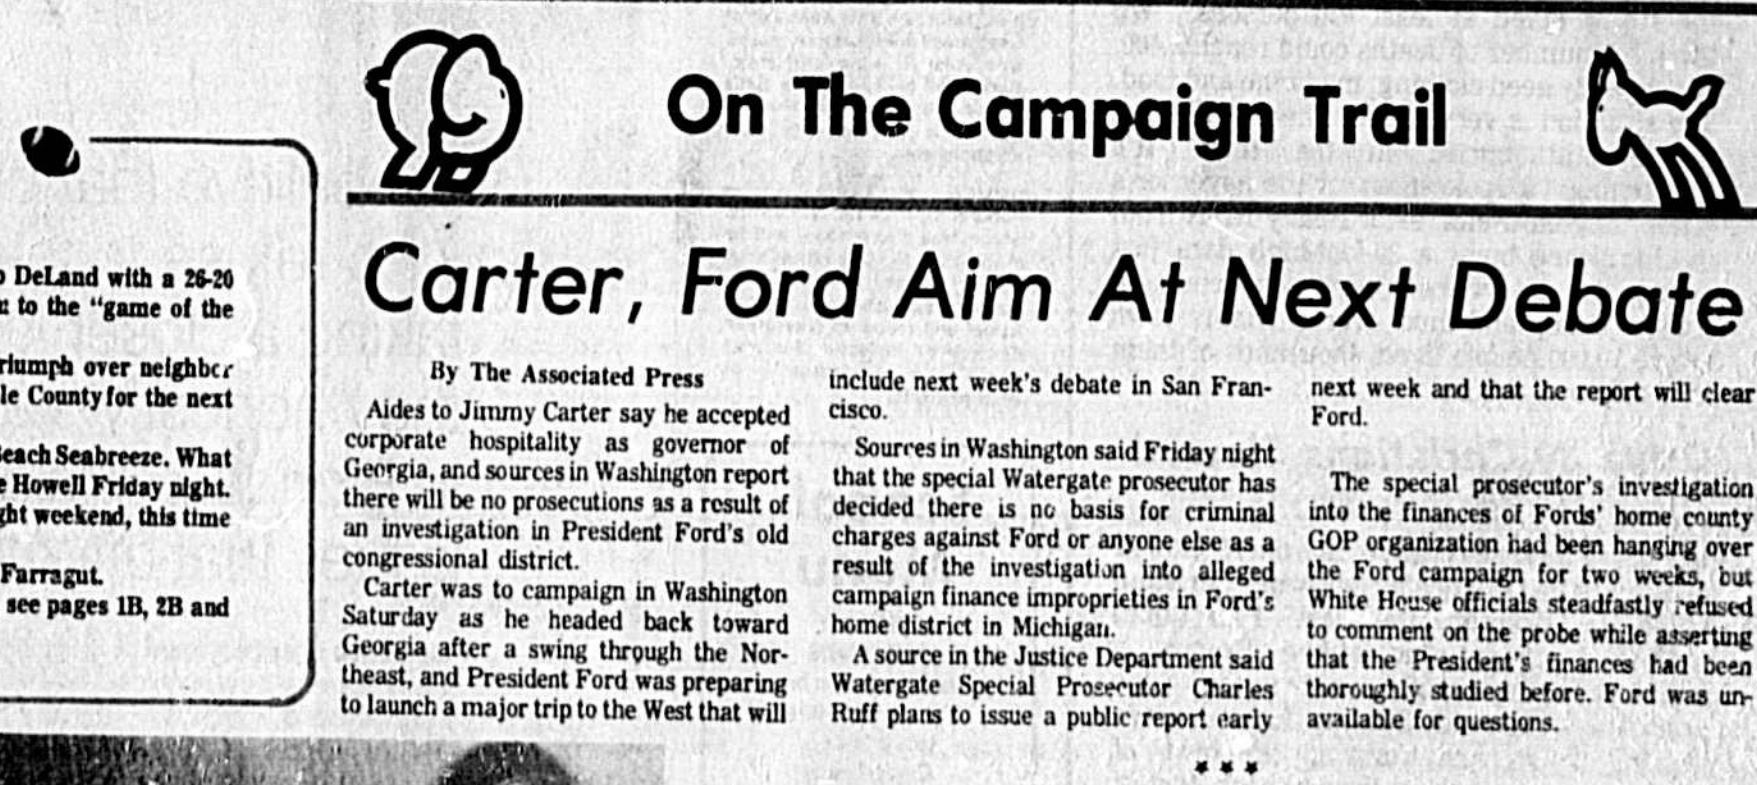 On The Campaign Trail
DeLand with a 26-20
to the "game of the
over neighbor
County for the next
Seabreeze. What
Howell Friday night.
weekend, this time
Farragut.
see pages 1B, 2B and
Carter, Ford Aim At Next Debate
By The Associated Press
Aides to Jimmy Carter say he accepted
corporate hospitality as governor of
Georgia, and sources in Washington report
there will be no prosecutions as a result of
an investigation in President Ford's old
congressional district.
Carter was to campaign in Washington
Saturday as he headed back toward
Georgia after a swing through the Nor-
theast, and President Ford was preparing
to launch a major trip to the West that will
include next week's debate in San Fran-
cisco.
Sources in Washington said Friday night
that the special Watergate prosecutor has
decided there is no basis for criminal
charges against Ford or anyone else as a
result of the investigation into alleged
campaign finance improprieties in Ford's
home district in Michigan.
A source in the Justice Department said
Watergate Special Prosecutor Charles
Ruff plans to issue a public report early
next week and that the report will clear
Ford.
The special prosecutor's investigation
into the finances of Fords' home county
GOP organization had been hanging over
the Ford campaign for two weeks, but
White House officials steadfastly refused
to comment on the probe while asserting
that the President's finances had been
thoroughly studied before. Ford was un-
available for questions.
* * *